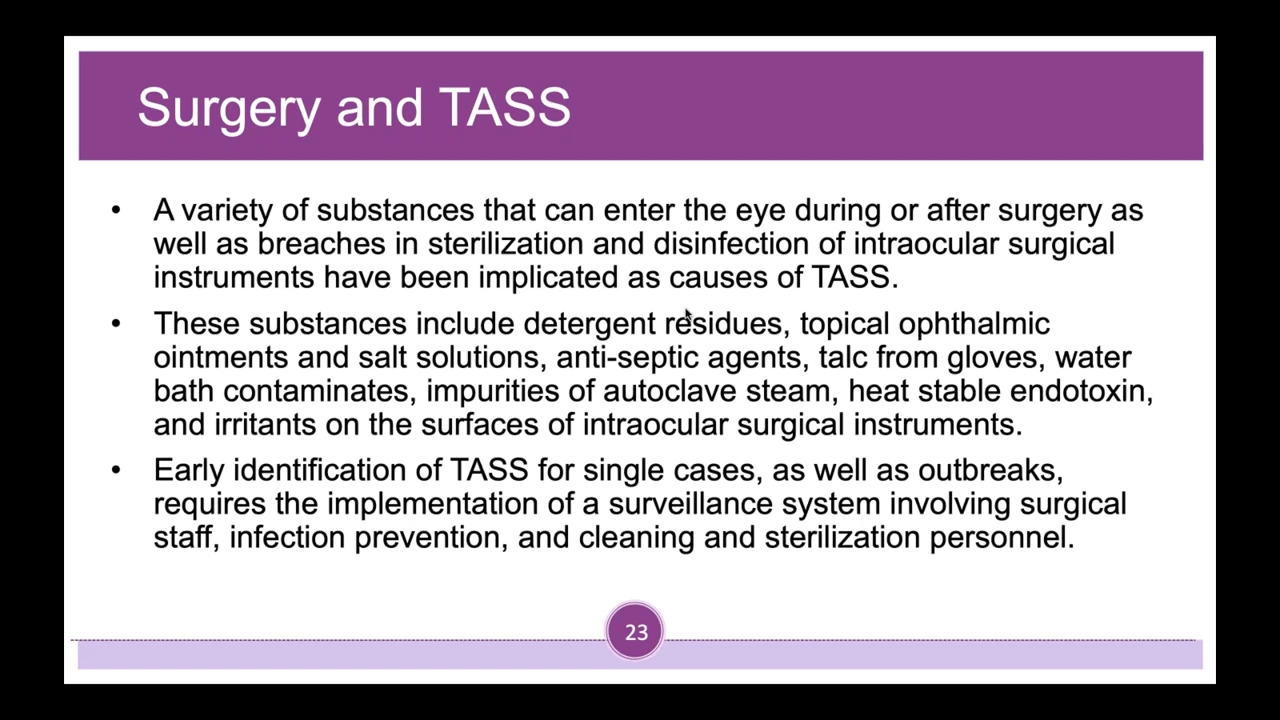 Surgery and TASS
• A variety of substances that can enter the eye during or after surgery as
well as breaches in sterilization and disinfection of intraocular surgical
instruments have been implicated as causes of TASS.
• These substances include detergent residues, topical ophthalmic
ointments and salt solutions, anti-septic agents, talc from gloves, water
bath contaminates, impurities of autoclave steam, heat stable endotoxin,
and irritants on the surfaces of intraocular surgical instruments.
• Early identification of TASS for single cases, as well as outbreaks,
requires the implementation of a surveillance system involving surgical
staff, infection prevention, and cleaning and sterilization personnel.
23